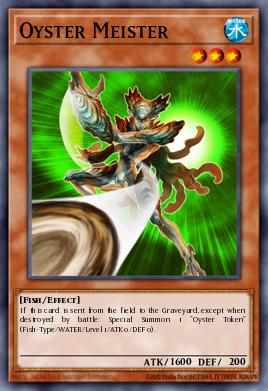 OYSTER MEISTER
WATER
水
[FISH/EFFECT]
If this card is sent from the field to the Graveyard, except when
destroyed by battle: Special Summon 1 "Oyster Token"
(Fish-Type/WATER/Level 1/ATK 0/DEF 0).
ATK/1600 DEF/ 200
©2020 Studio Dice/SHUEISHA, TV TOKYO, KONAMI